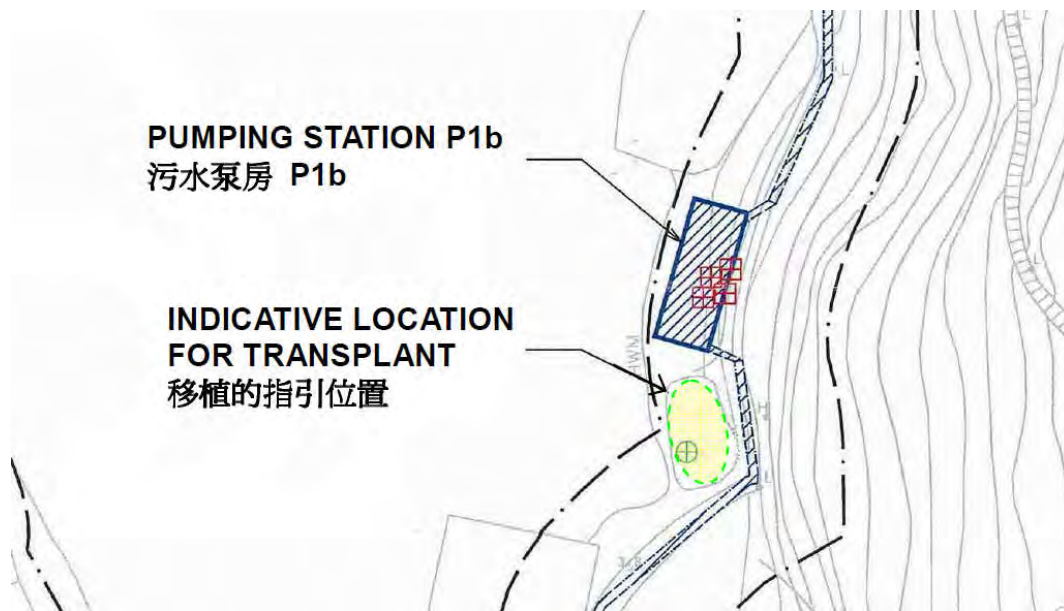 PUMPING STATION P1b
污水泵房 P1b
INDICATIVE LOCATION
FOR TRANSPLANT
移植的指引位置
HWM